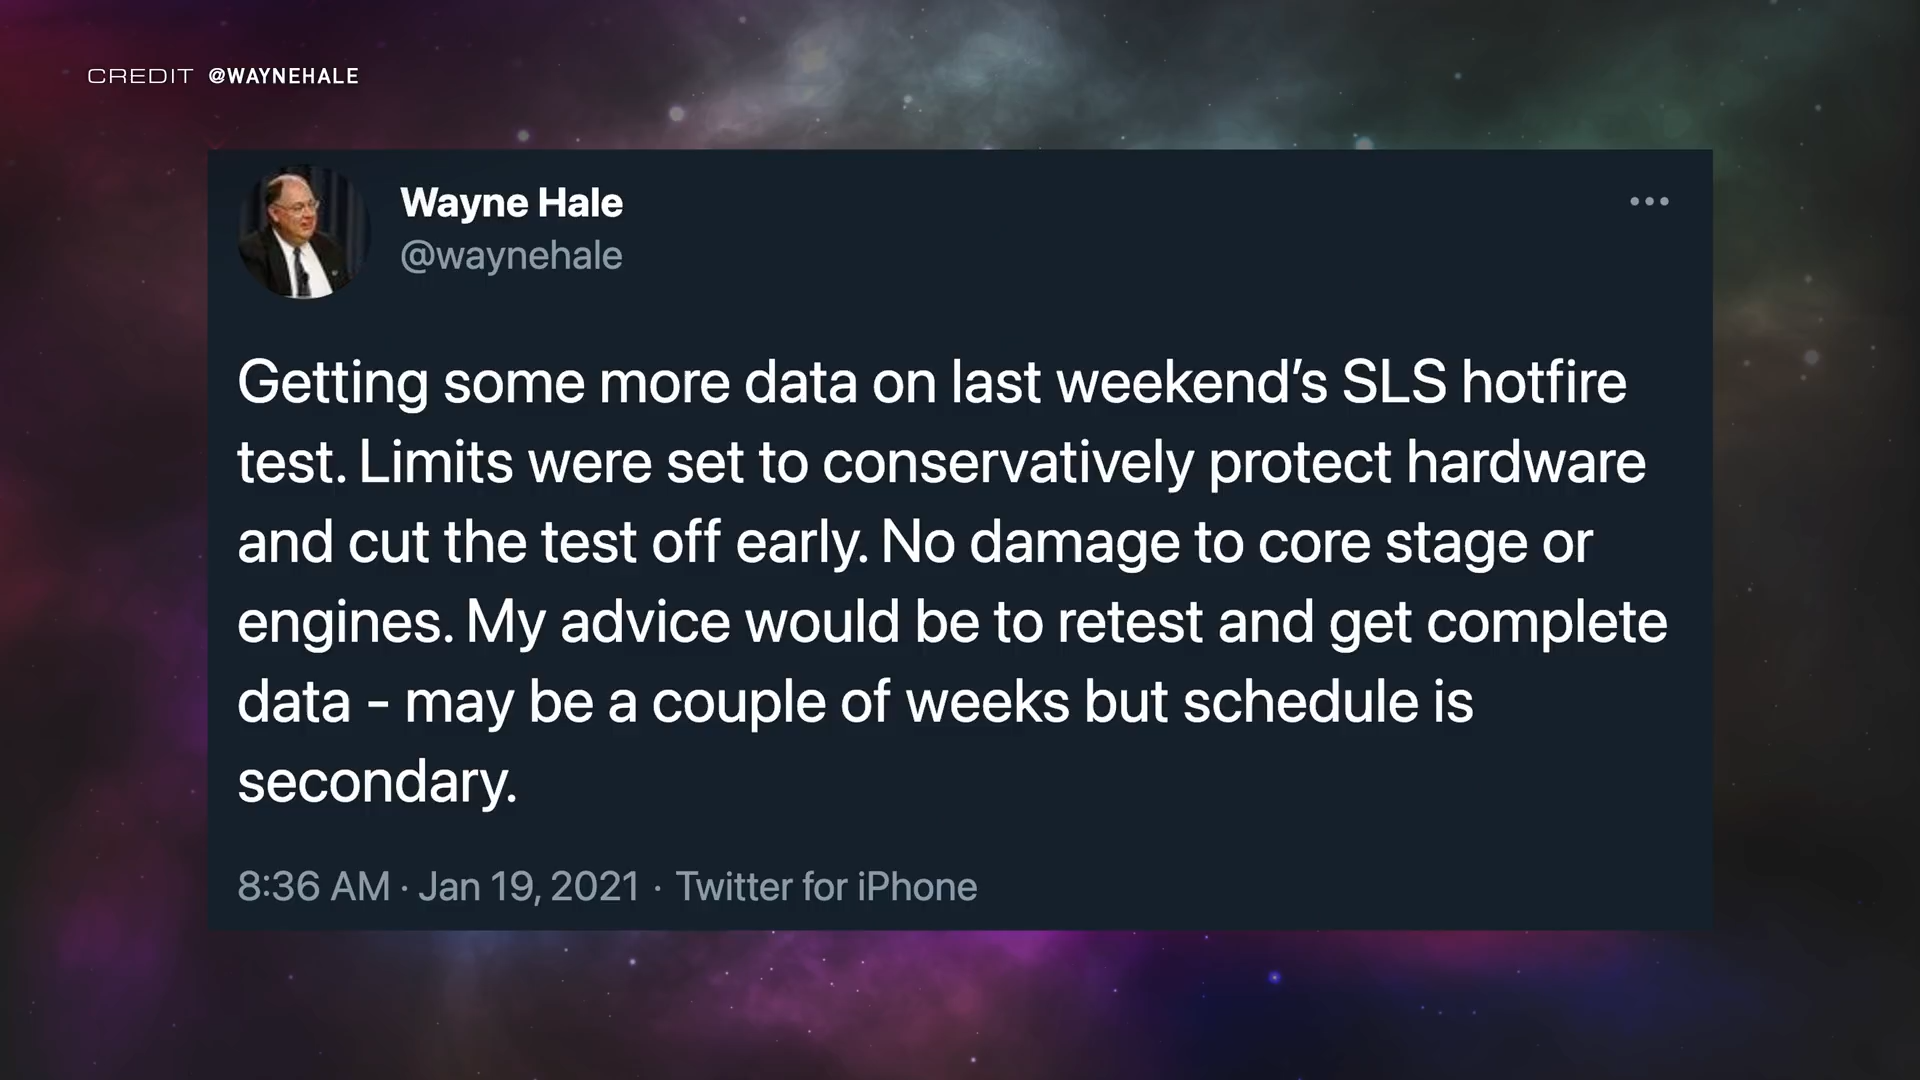 CREDIT @WAYNEHALE
Wayne Hale
@waynehale
Getting some more data on last weekend’s SLS hotfire
test. Limits were set to conservatively protect hardware
and cut the test off early. No damage to core stage or
engines. My advice would be to retest and get complete
data - may be a couple of weeks but schedule is
secondary.
8:36 AM · Jan 19, 2021 · Twitter for iPhone